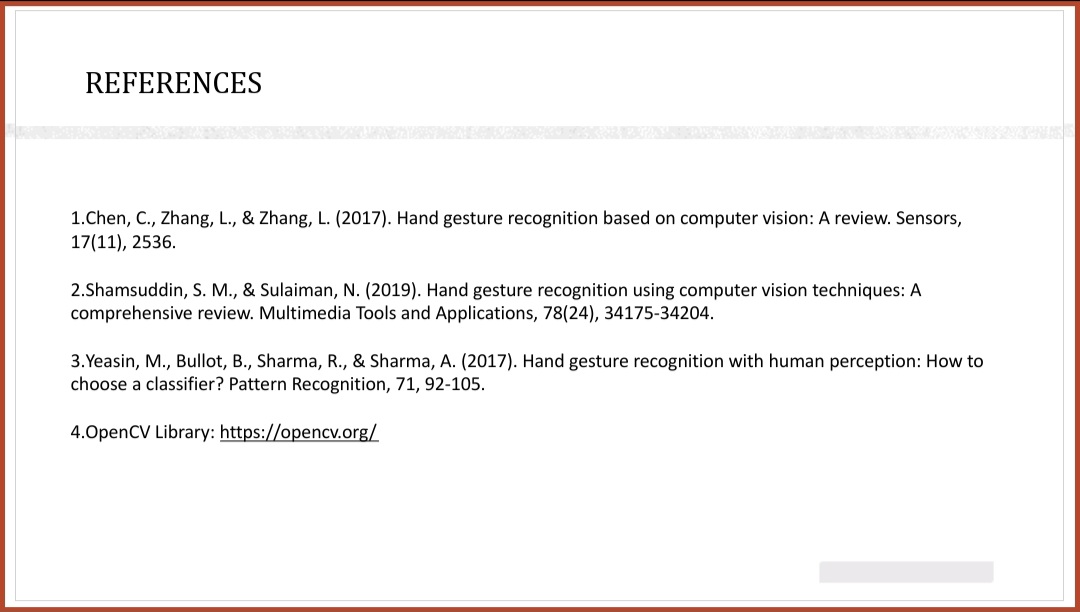 REFERENCES
1.Chen, C., Zhang, L., & Zhang, L. (2017). Hand gesture recognition based on computer vision: A review. Sensors,
17(11), 2536.
2.Shamsuddin, S. M., & Sulaiman, N. (2019). Hand gesture recognition using computer vision techniques: A
comprehensive review. Multimedia Tools and Applications, 78(24), 34175-34204.
3.Yeasin, M., Bullot, B., Sharma, R., & Sharma, A. (2017). Hand gesture recognition with human perception: How to
choose a classifier? Pattern Recognition, 71, 92-105.
4.OpenCV Library: https://opencv.org/